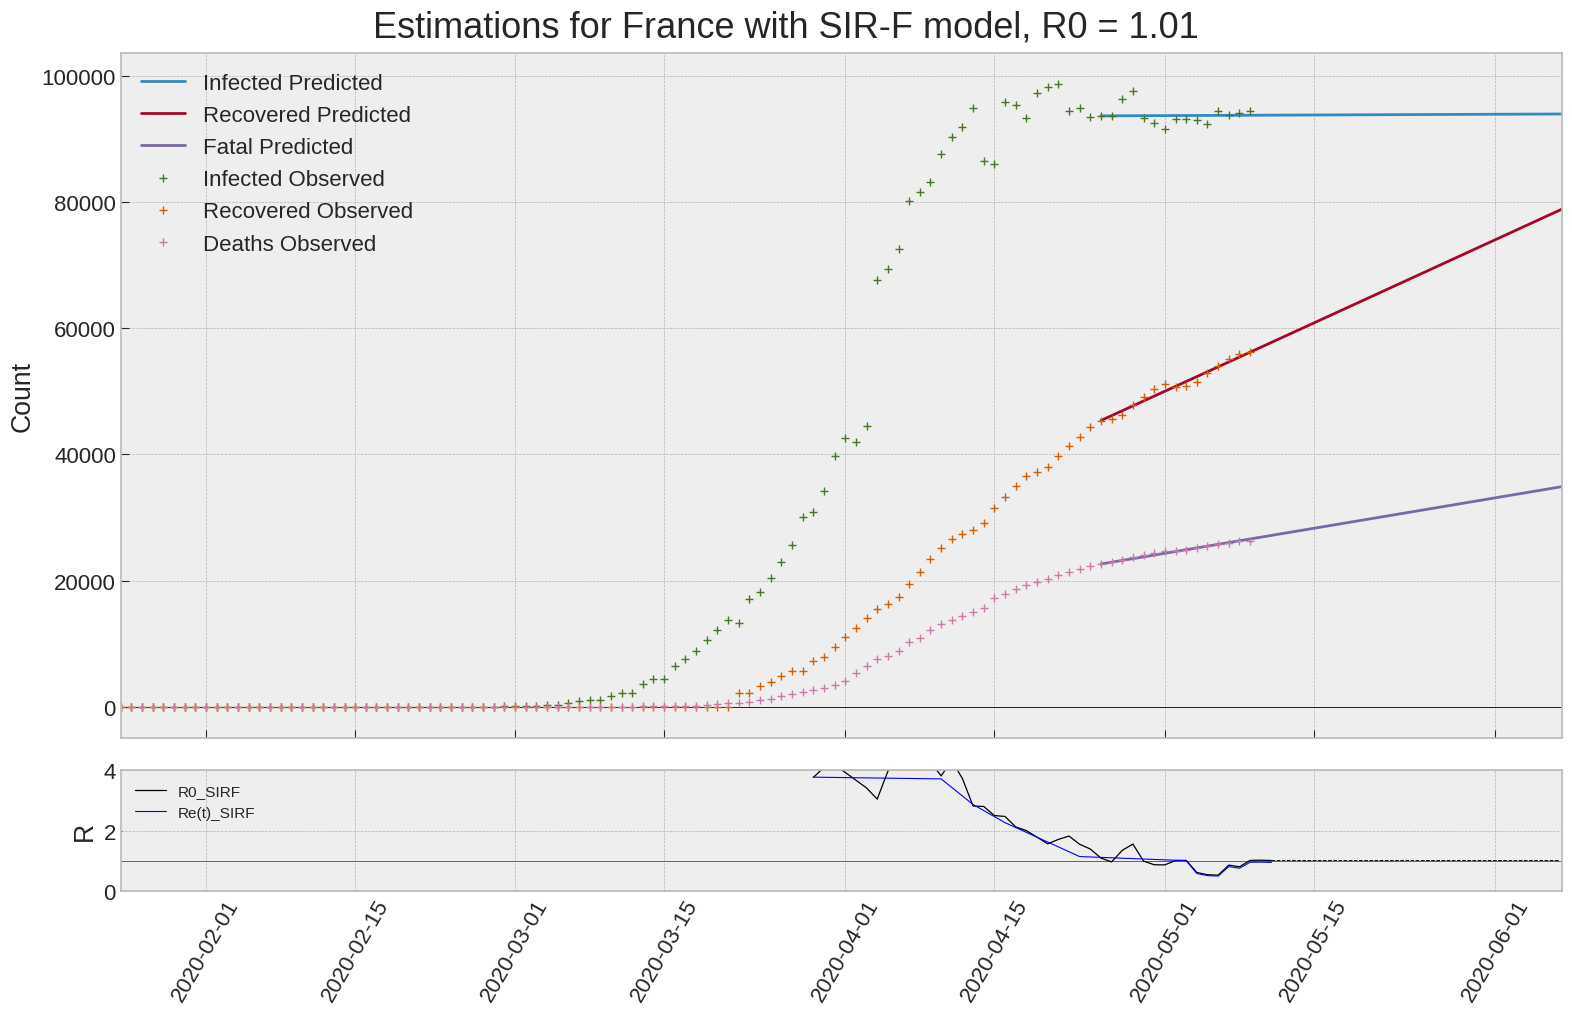 Estimations for France with SIR-F model, R0 = 1.01
100000
80000
60000
40000
20000
0
Count
Infected Predicted
Recovered Predicted
Fatal Predicted
Infected Observed
Recovered Observed
Deaths Observed
4
2
0
R
R0_SIRF
Re(t)_SIRF
2020-02-01
2020-02-15
2020-03-01
2020-03-15
2020-04-01
2020-04-15
2020-05-01
2020-05-15
2020-06-01